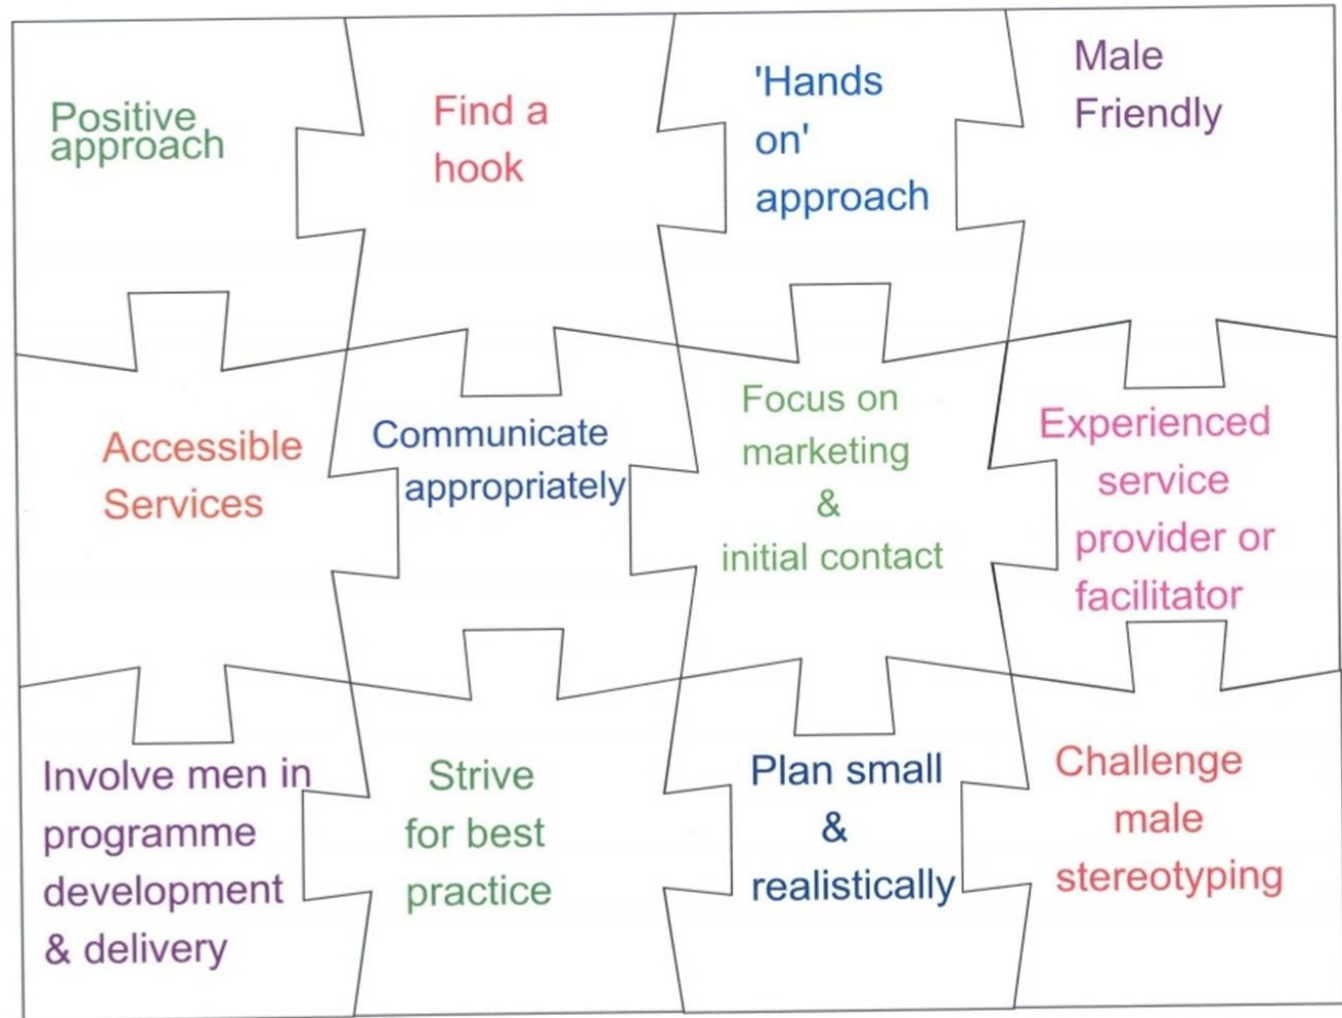 Positive
approach
Find a
hook
'Hands
on'
approach
Male
Friendly
Accessible
Services
Communicate
appropriately
Focus on
marketing
&
initial contact
Experienced
service
provider or
facilitator
Involve men in
programme
development
& delivery
Strive
for best
practice
Plan small
&
realistically
Challenge
male
stereotyping